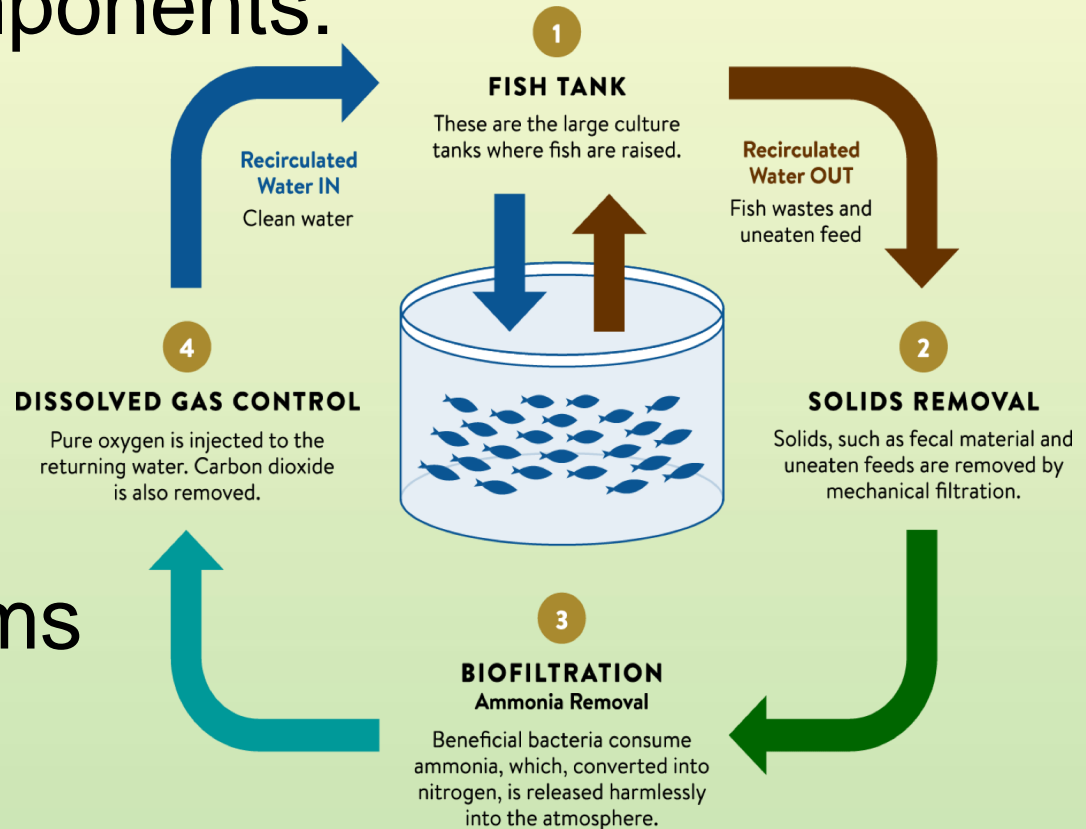 mponents.
1
FISH TANK
These are the large culture
tanks where fish are raised.
Recirculated
Water IN
Clean water
Recirculated
Water OUT
Fish wastes and
uneaten feed
2
SOLIDS REMOVAL
Solids, such as fecal material and
uneaten feeds are removed by
mechanical filtration.
3
BIOFILTRATION
Ammonia Removal
Beneficial bacteria consume
ammonia, which, converted into
nitrogen, is released harmlessly
into the atmosphere.
4
DISSOLVED GAS CONTROL
Pure oxygen is injected to the
returning water. Carbon dioxide
is also removed.
ms